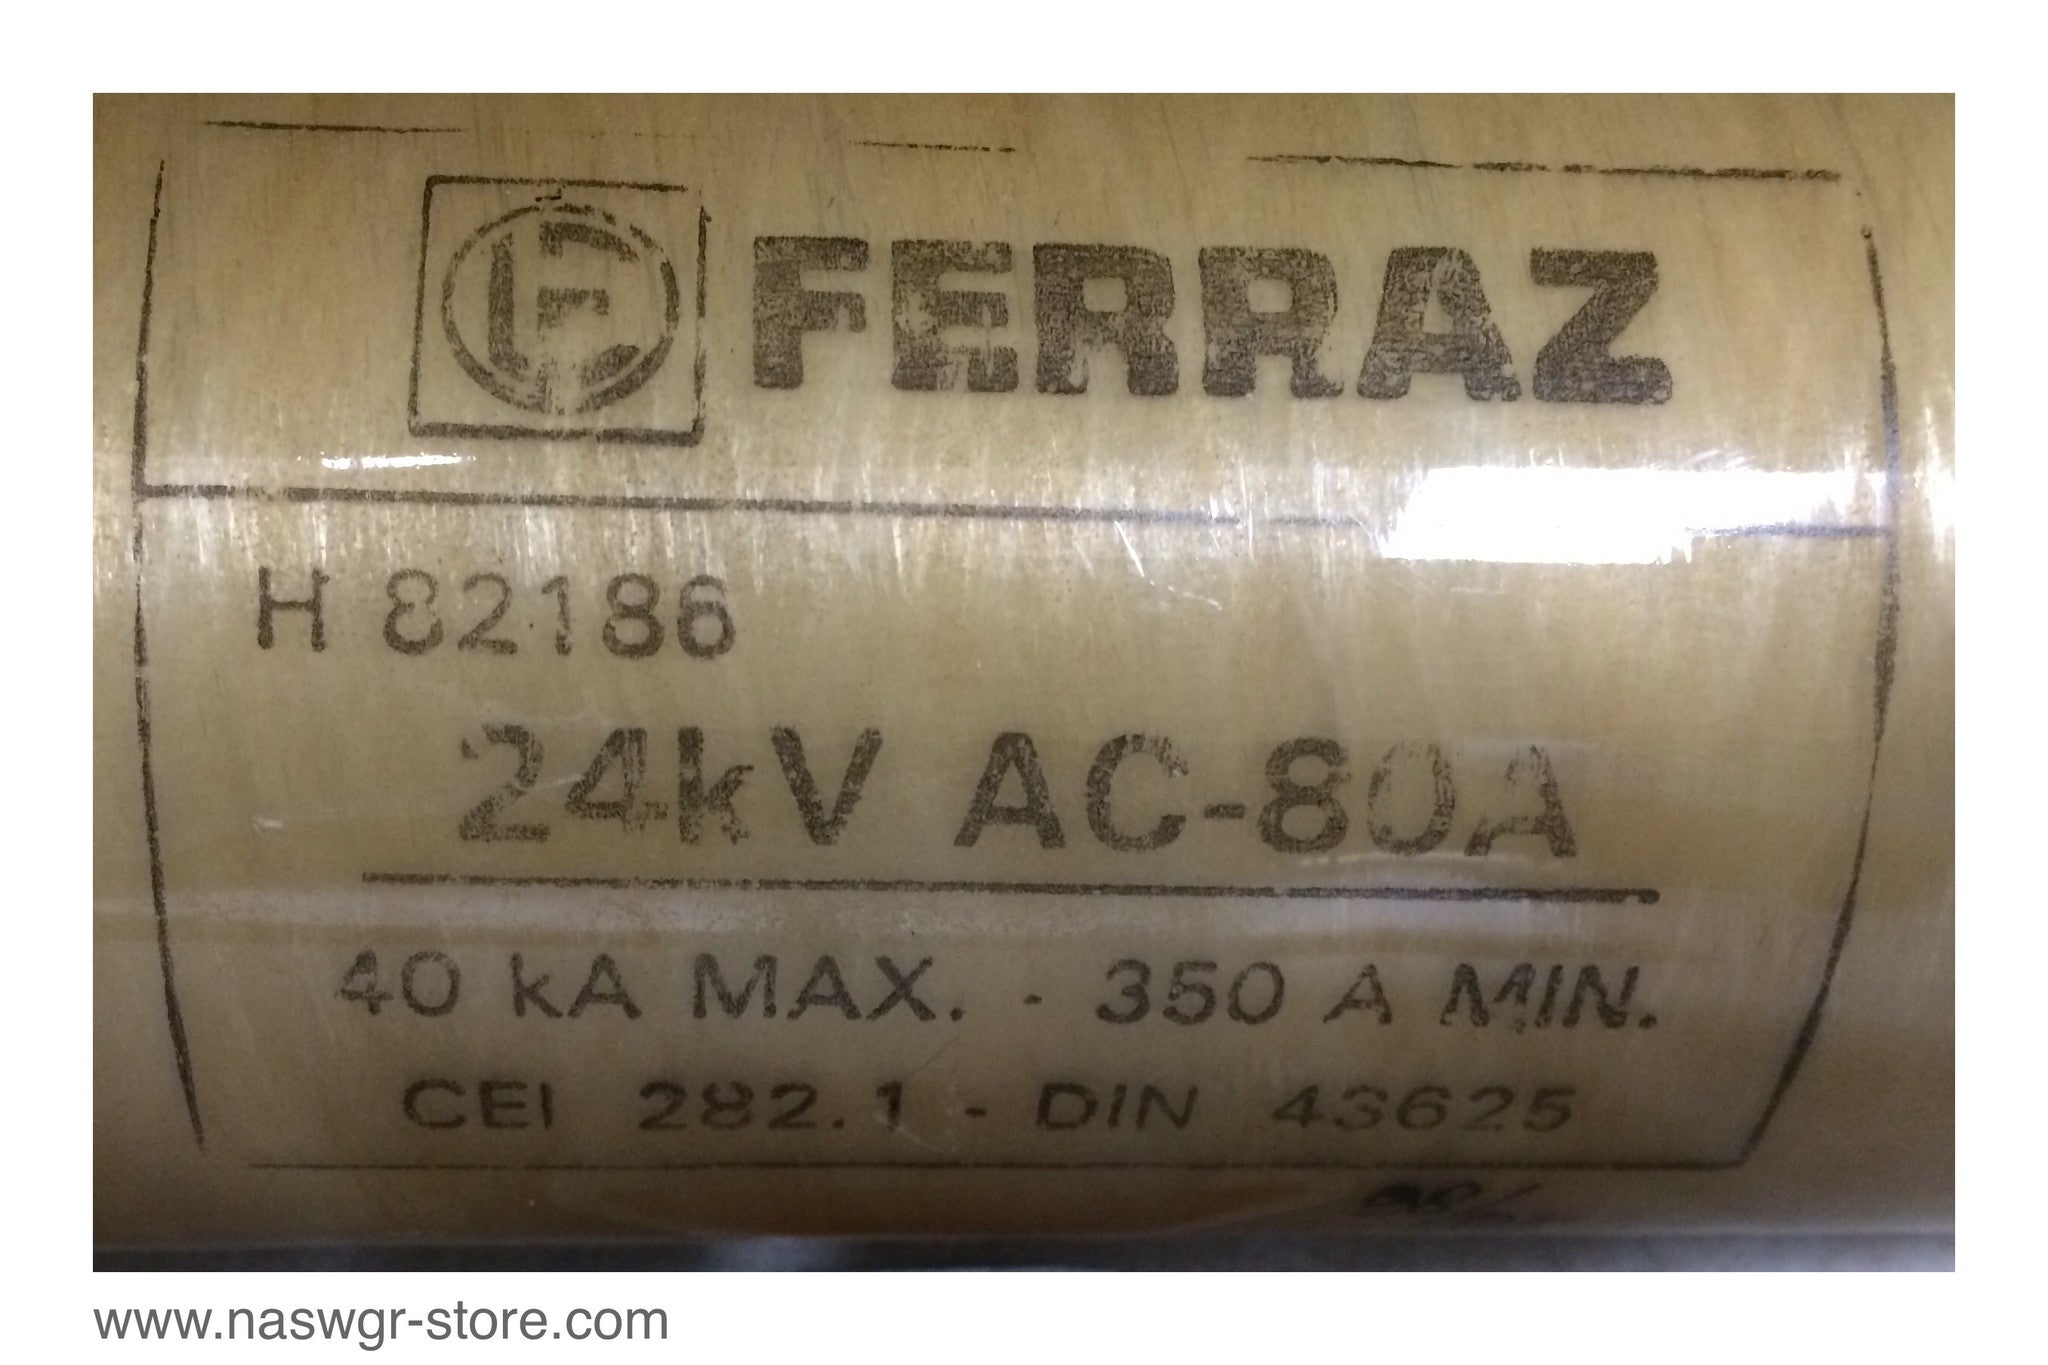 FERRAZ
H 82186
24kV AC-80A
40 kA MAX. - 350 A MIN.
CEI 282.1 - DIN 43625
www.naswgr-store.com